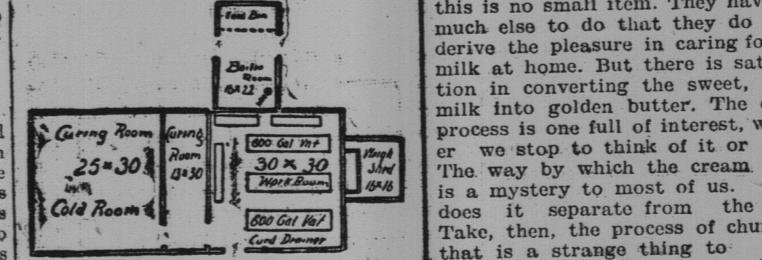 Boiler
Room
Curing Room
25 × 30
Cold Room
Curing
Room
13 × 30
600 Gal Vat
30 × 30
Work Room
600 Gal Vat
Curd Drainer
Weigh
Shed
16×16
this is no small item. They hav
much else to do that they do
derive the pleasure in caring fo
milk at home. But there is sat
tion in converting the sweet,
milk into golden butter. The
process is one full of interest, w
er we stop to think of it or
The way by which the cream
is a mystery to most of us.
does it separate from the
Take, then, the process of chu
that is a strange thing to